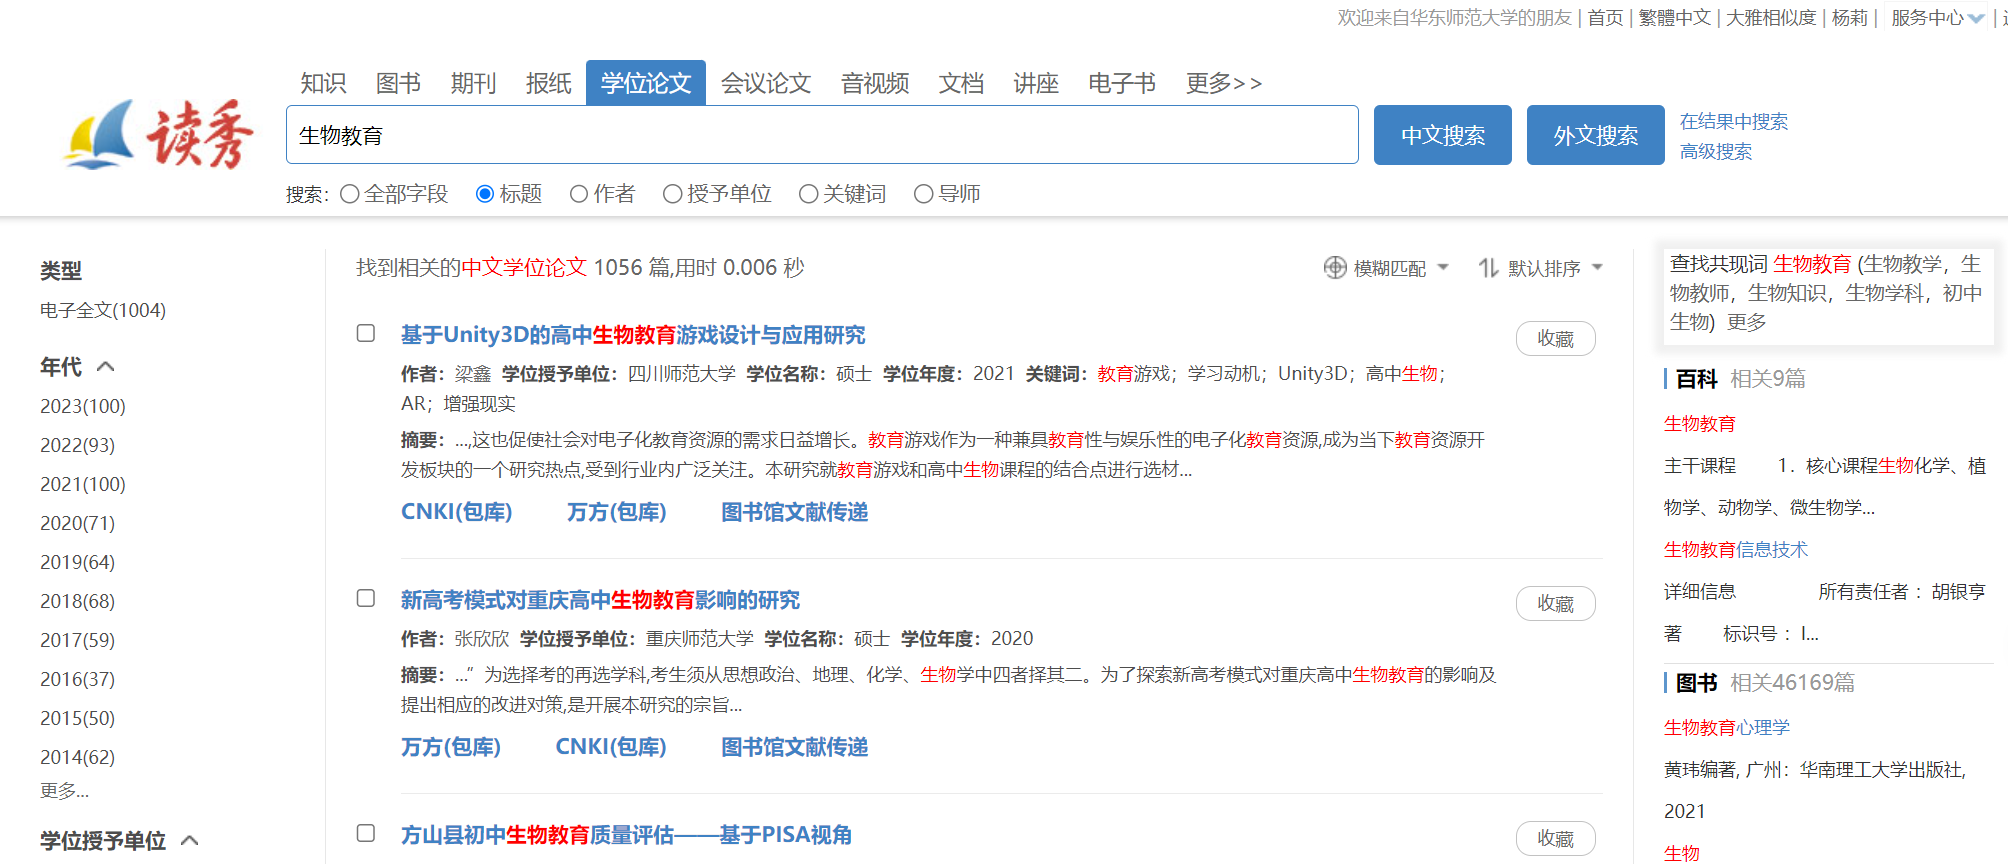 欢迎来自华东师范大学的朋友 | 首页 | 繁體中文 | 大雅相似度 | 杨莉 | 服务中心 |
知识 图书 期刊 报纸 学位论文 会议论文 音视频 文档 讲座 电子书 更多>>
读秀
生物教育
中文搜索 外文搜索
在结果中搜索
高级搜索
搜索: 全部字段 标题 作者 授予单位 关键词 导师
类型
电子全文(1004)
年代
2023(100)
2022(93)
2021(100)
2020(71)
2019(64)
2018(68)
2017(59)
2016(37)
2015(50)
2014(62)
更多...
学位授予单位
找到相关的中文学位论文 1056 篇,用时 0.006 秒
模糊匹配 默认排序
基于Unity3D的高中生物教育游戏设计与应用研究
收藏
作者：梁鑫 学位授予单位：四川师范大学 学位名称：硕士 学位年度：2021 关键词：教育游戏；学习动机；Unity3D；高中生物；
AR；增强现实
摘要：...,这也促使社会对电子化教育资源的需求日益增长。教育游戏作为一种兼具教育性与娱乐性的电子化教育资源,成为当下教育资源开
发板块的一个研究热点,受到行业内广泛关注。本研究就教育游戏和高中生物课程的结合点进行选材...
CNKI(包库) 万方(包库) 图书馆文献传递
新高考模式对重庆高中生物教育影响的研究
收藏
作者：张欣欣 学位授予单位：重庆师范大学 学位名称：硕士 学位年度：2020
摘要：...”为选择考的再选学科,考生须从思想政治、地理、化学、生物学中四者择其二。为了探索新高考模式对重庆高中生物教育的影响及
提出相应的改进对策,是开展本研究的宗旨...
万方(包库) CNKI(包库) 图书馆文献传递
方山县初中生物教育质量评估——基于PISA视角
收藏
查找共现词 生物教育 (生物教学，生
物教师，生物知识，生物学科，初中
生物) 更多
百科 相关9篇
生物教育
主干课程 1．核心课程生物化学、植
物学、动物学、微生物学...
生物教育信息技术
详细信息 所有责任者：胡银亨
著 标识号：I...
图书 相关46169篇
生物教育心理学
黄玮编著, 广州：华南理工大学出版社,
2021
生物